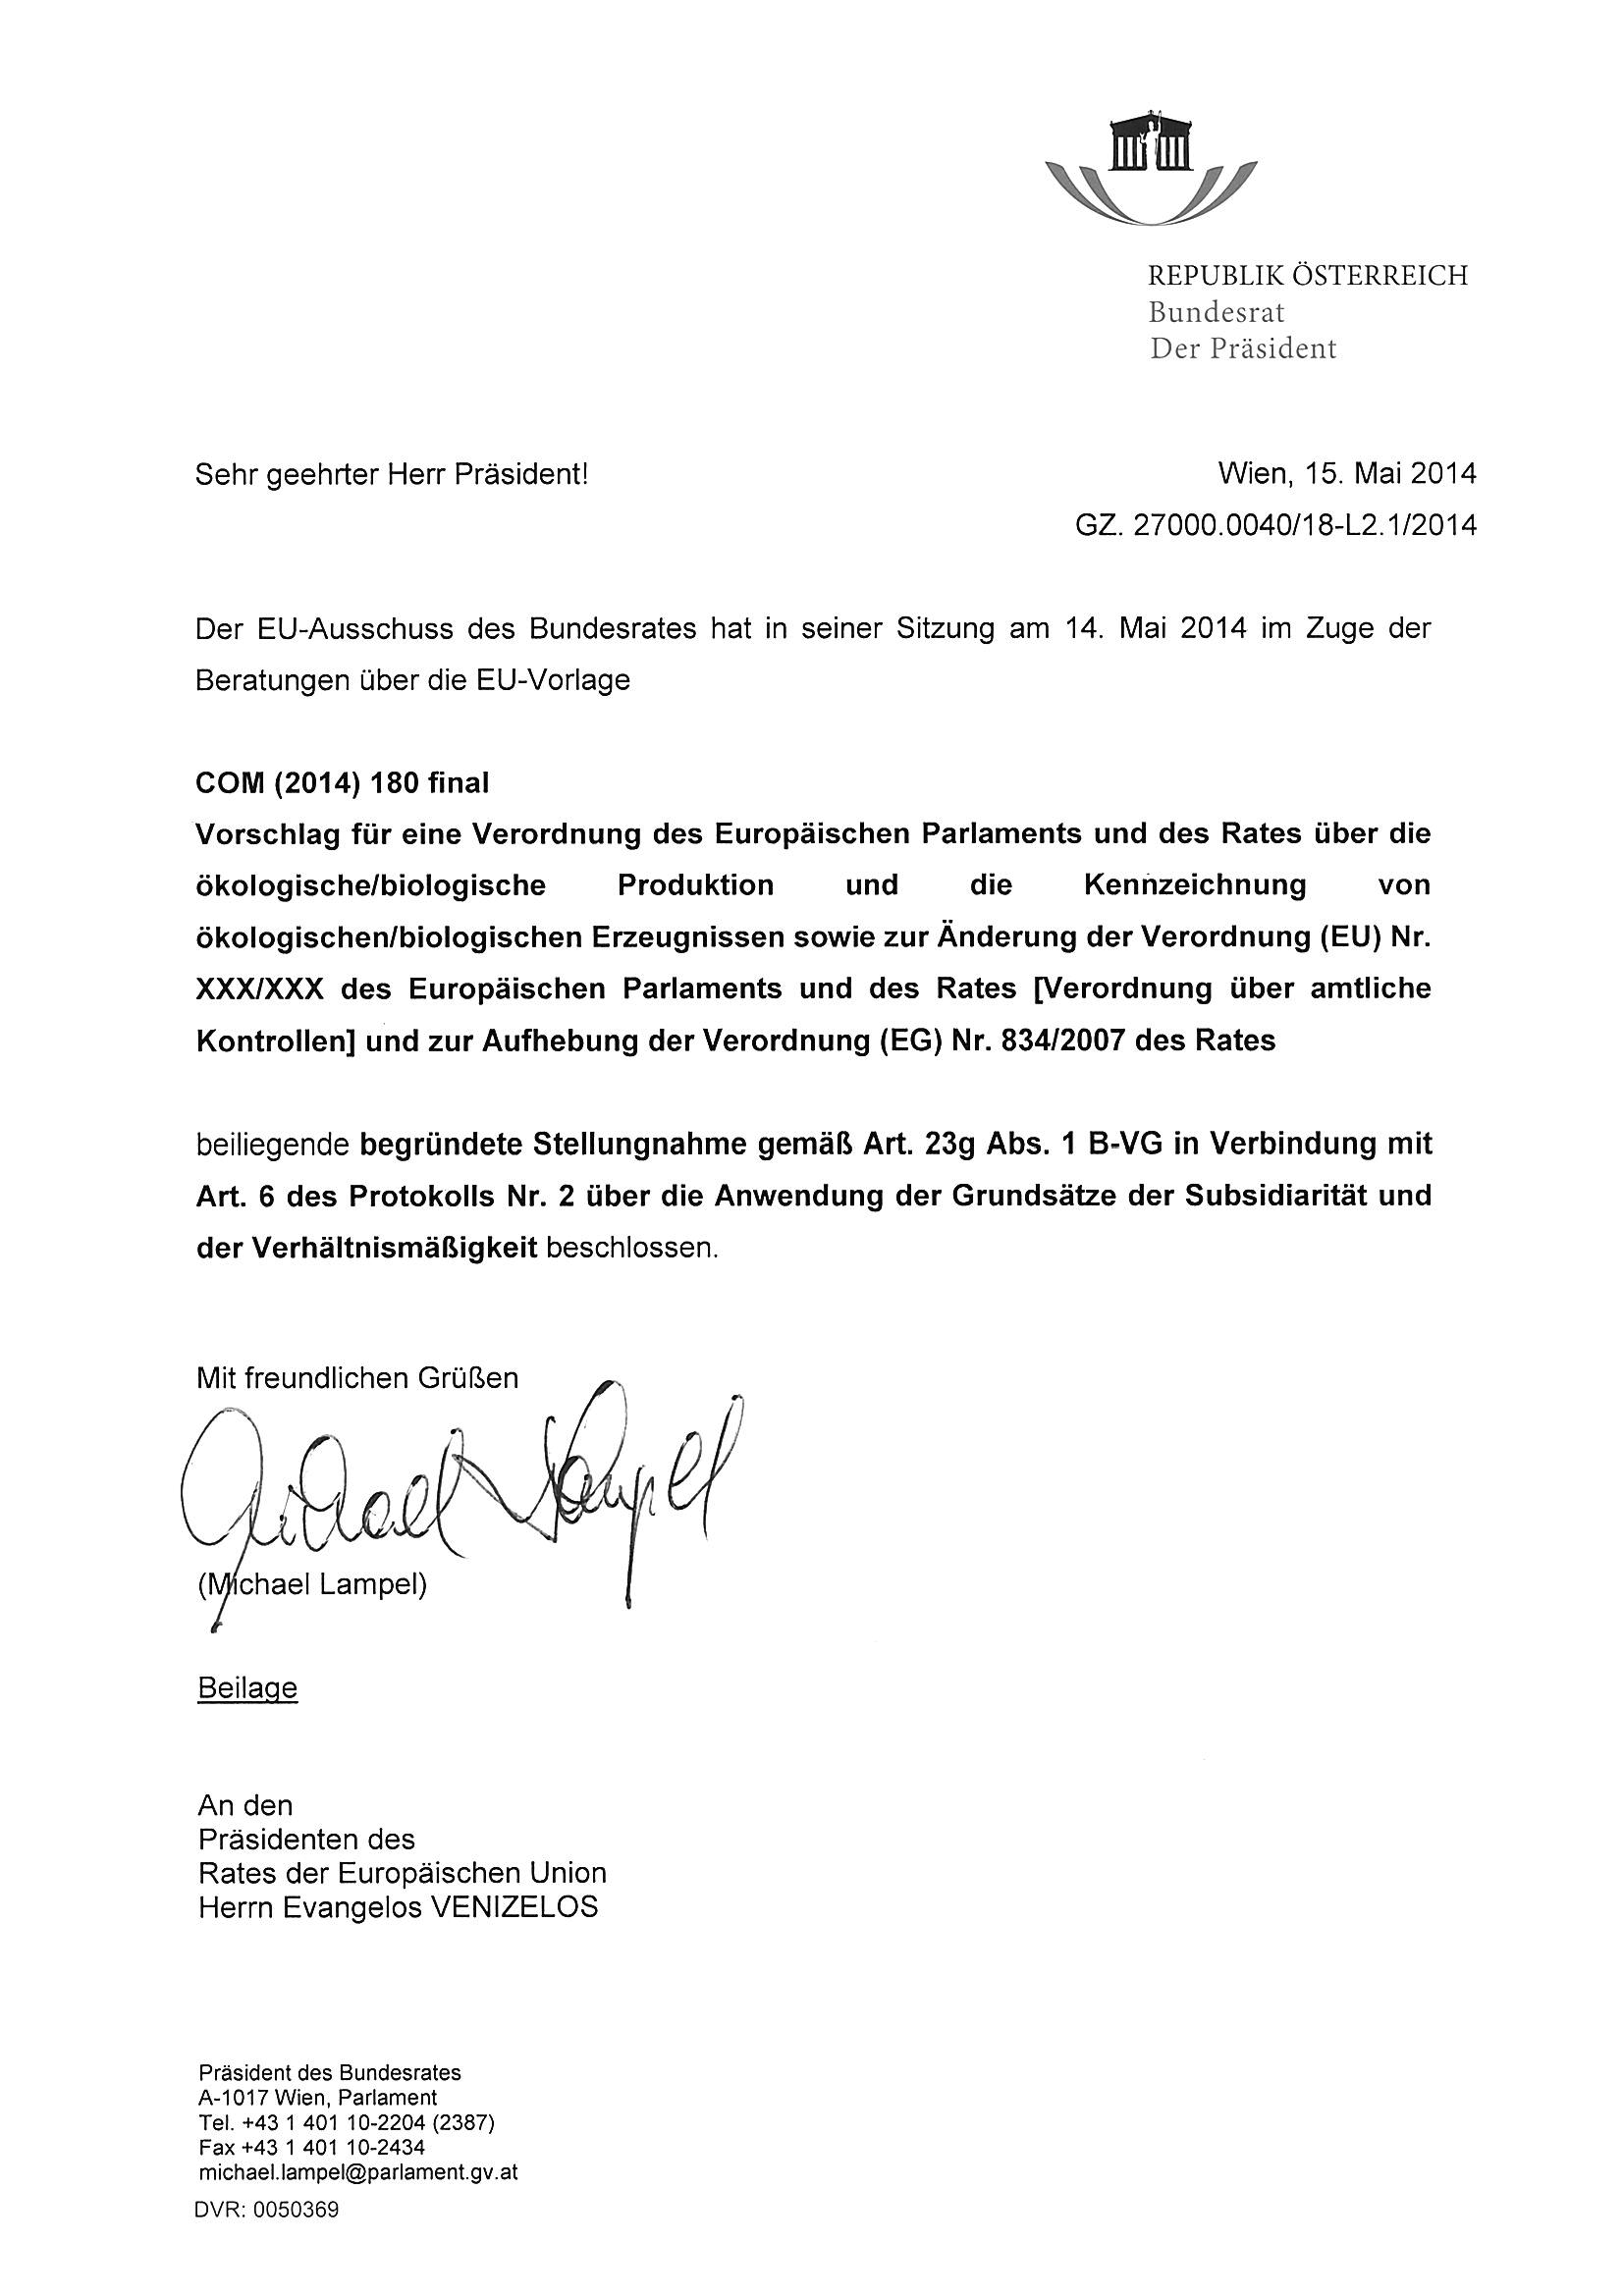 REPUBLIK ÖSTERREICH
Bundesrat
Der Präsident
Sehr geehrter Herr Präsident!
Wien, 15. Mai 2014
GZ. 27000.0040/18-L2.1/2014
Der EU-Ausschuss des Bundesrates hat in seiner Sitzung am 14. Mai 2014 im Zuge der
Beratungen über die EU-Vorlage
COM (2014) 180 final
Vorschlag für eine Verordnung des Europäischen Parlaments und des Rates über die
ökologische/biologische Produktion und die Kennzeichnung von
ökologischen/biologischen Erzeugnissen sowie zur Änderung der Verordnung (EU) Nr.
XXX/XXX des Europäischen Parlaments und des Rates [Verordnung über amtliche
Kontrollen] und zur Aufhebung der Verordnung (EG) Nr. 834/2007 des Rates
beiliegende begründete Stellungnahme gemäß Art. 23g Abs. 1 B-VG in Verbindung mit
Art. 6 des Protokolls Nr. 2 über die Anwendung der Grundsätze der Subsidiarität und
der Verhältnismäßigkeit beschlossen.
Mit freundlichen Grüßen
Michael Lampel
(Michael Lampel)
Beilage
An den
Präsidenten des
Rates der Europäischen Union
Herrn Evangelos VENIZELOS
Präsident des Bundesrates
A-1017 Wien, Parlament
Tel. +43 1 401 10-2204 (2387)
Fax +43 1 401 10-2434
michael.lampel@parlament.gv.at
DVR: 0050369